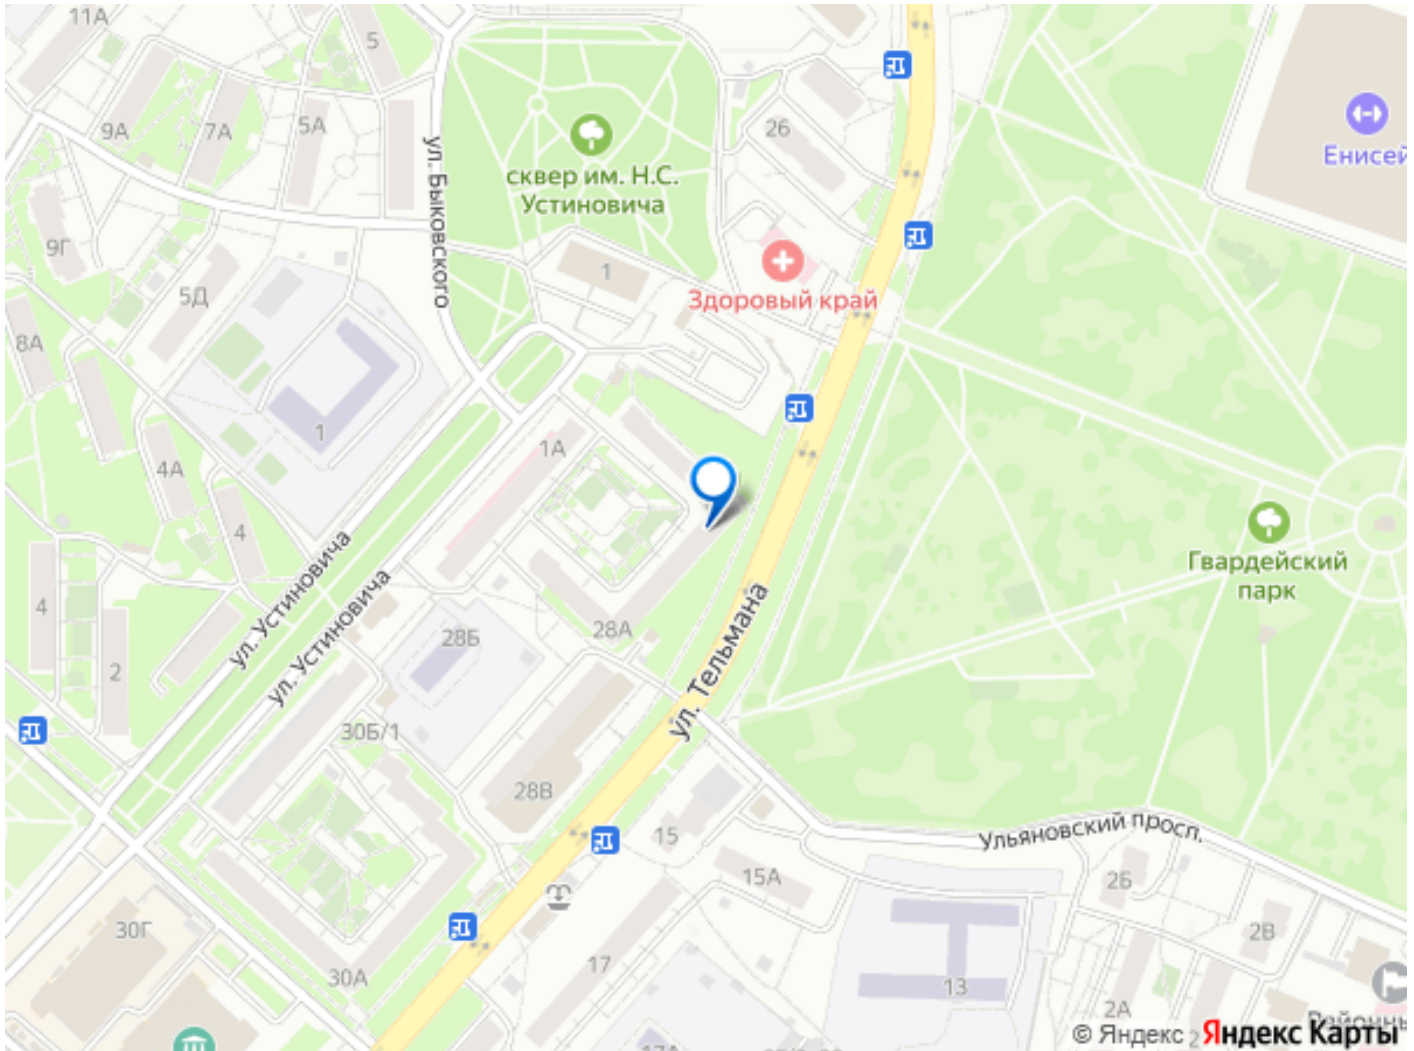 11А
5
9А
7А
5А
26
ул. Быковского
сквер им. Н.С.
Устиновича
Енисей
9Г
5Д
1
Здоровый край
8А
1
1А
4А
4
ул. Устиновича
ул. Устиновича
Гвардейский
парк
4
2
28Б
28А
ул. Тельмана
30Б/1
28В
15
15А
Ульяновский просп.
2Б
2В
30Г
30А
17
13
2А
17А
© Яндекс
2
Яндекс Карты